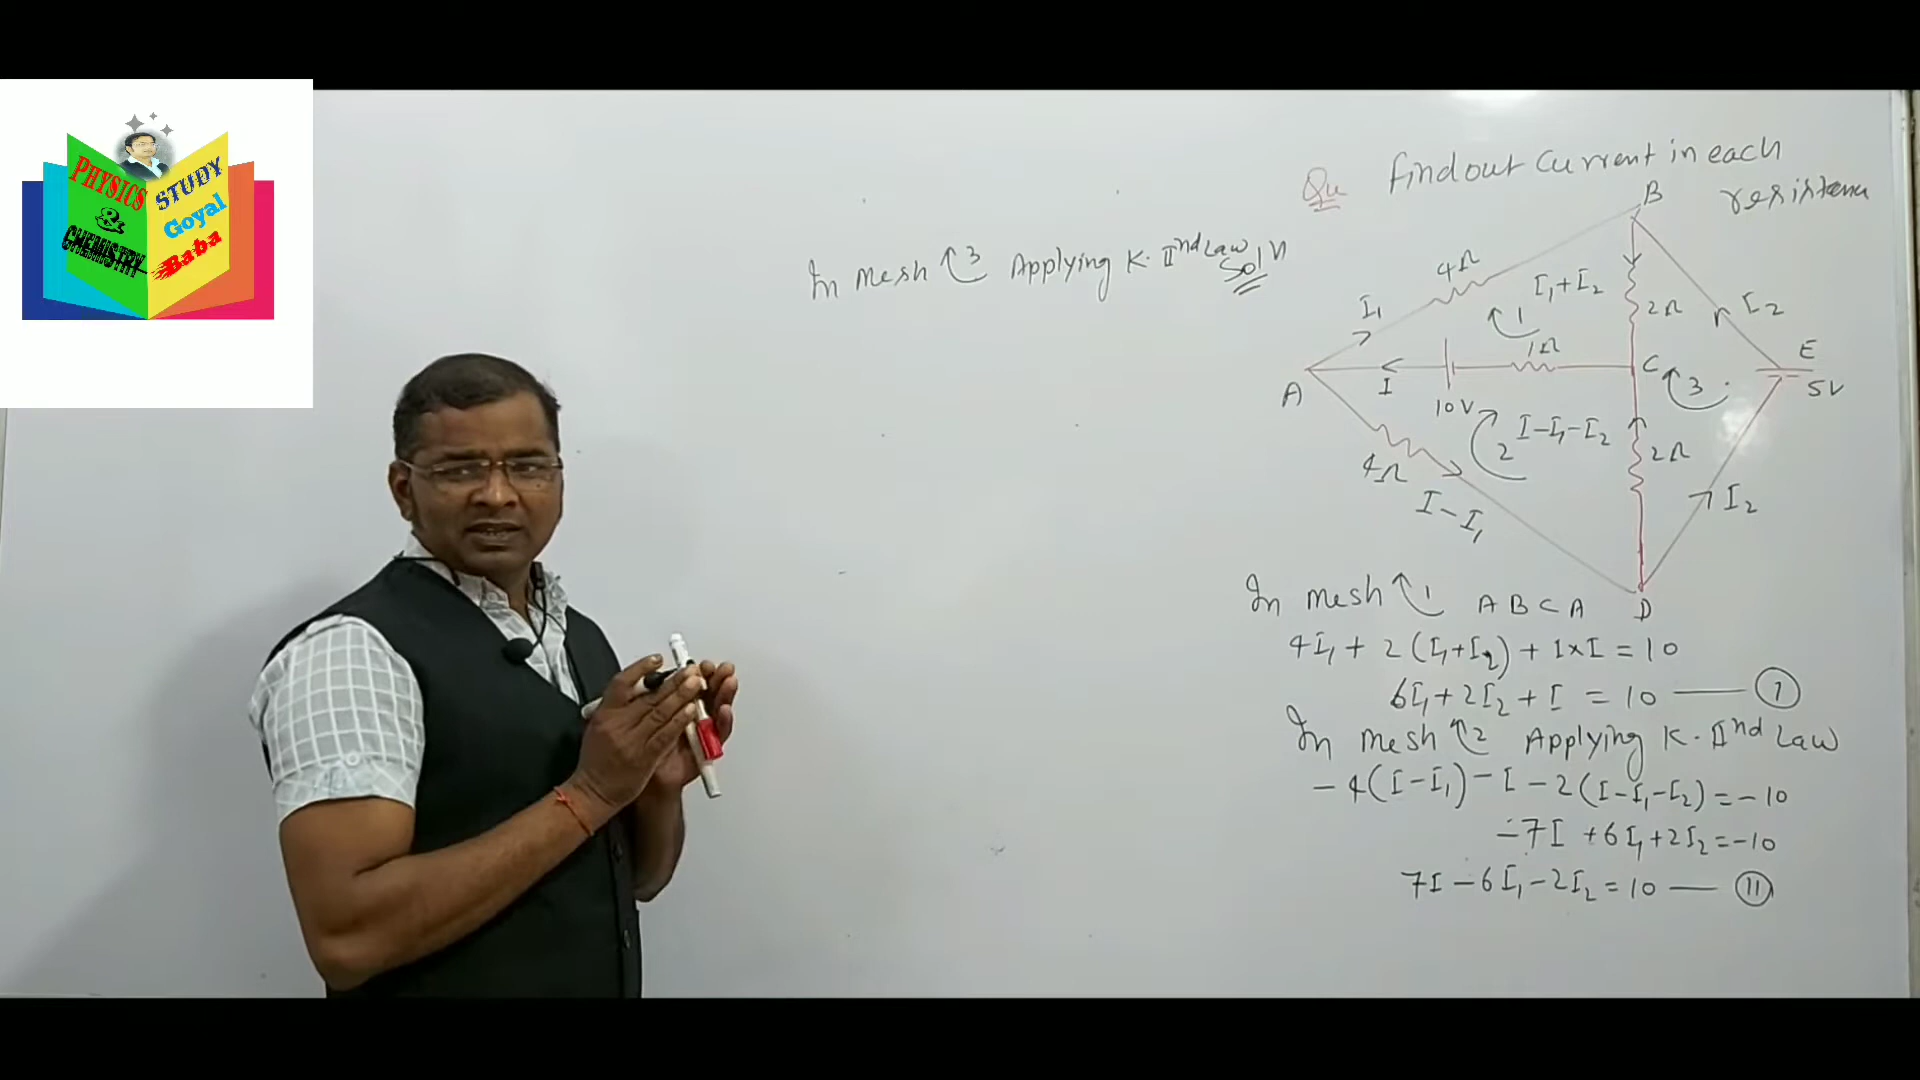 PHYSICS
&
CHEMISTRY
STUDY
Goyal
Baba
Qu Findout Current in each
resistance
In mesh 3 Applying K. IInd Law
Soln
B
4Ω
I₁+I₂
I₁
1
2Ω
I₂
1Ω
A
I
10V
C
3
E
5V
2
I-I₁-I₂
4Ω
2Ω
I-I₁
I₂
D
In mesh 1 ABCA
4I₁+2(I₁+I₂)+1×I=10
6I₁+2I₂+I=10 — I
In mesh 2 Applying K. IInd Law
-4(I-I₁)-I-2(I-I₁-I₂)=-10
-7I+6I₁+2I₂=-10
7I-6I₁-2I₂=10 — II